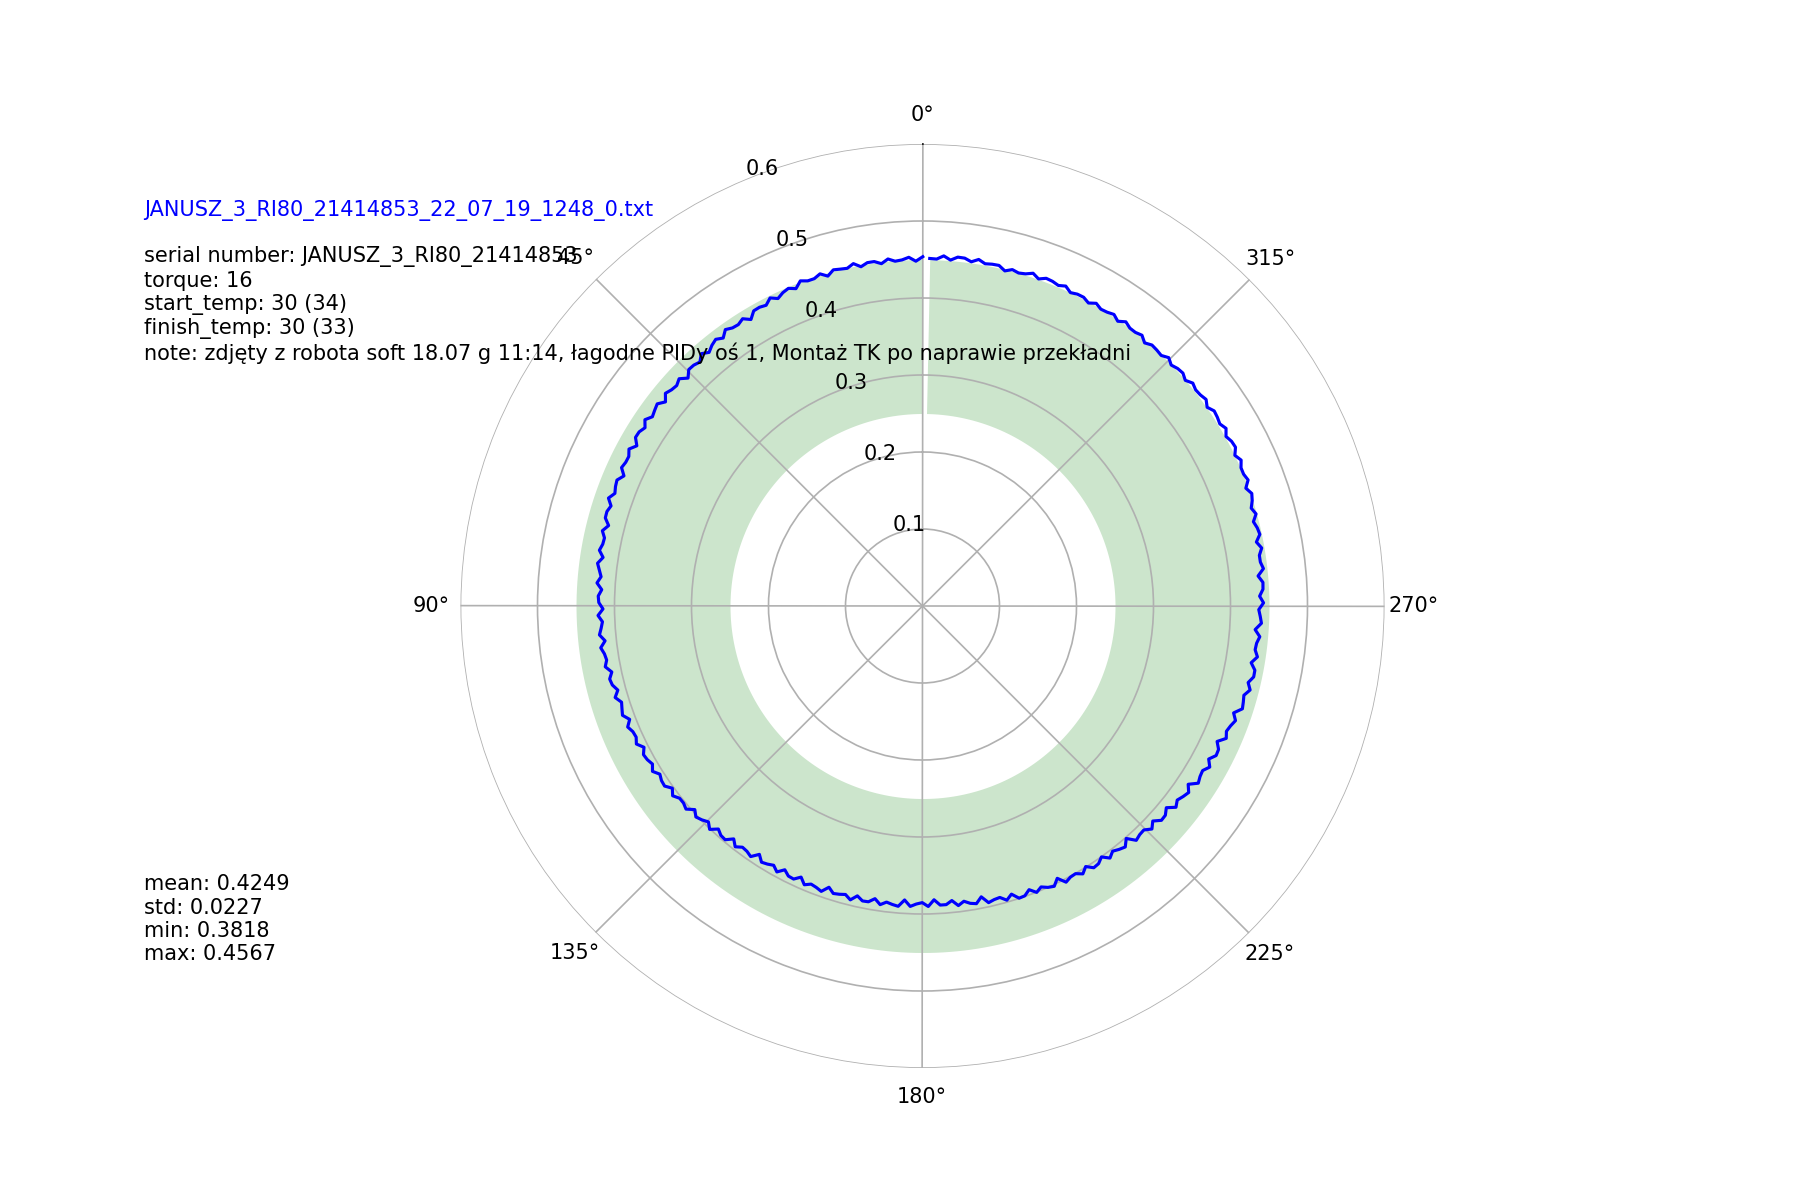 0°
0.6
JANUSZ_3_RI80_21414853_22_07_19_1248_0.txt
0.5
serial number: JANUSZ_3_RI80_21414853
45°
315°
torque: 16
start_temp: 30 (34)
0.4
finish_temp: 30 (33)
note: zdjęty z robota soft 18.07 g 11:14, łagodne PIDy oś 1, Montaż TK po naprawie przekładni
0.3
0.2
0.1
90°
270°
mean: 0.4249
std: 0.0227
min: 0.3818
max: 0.4567
135°
225°
180°